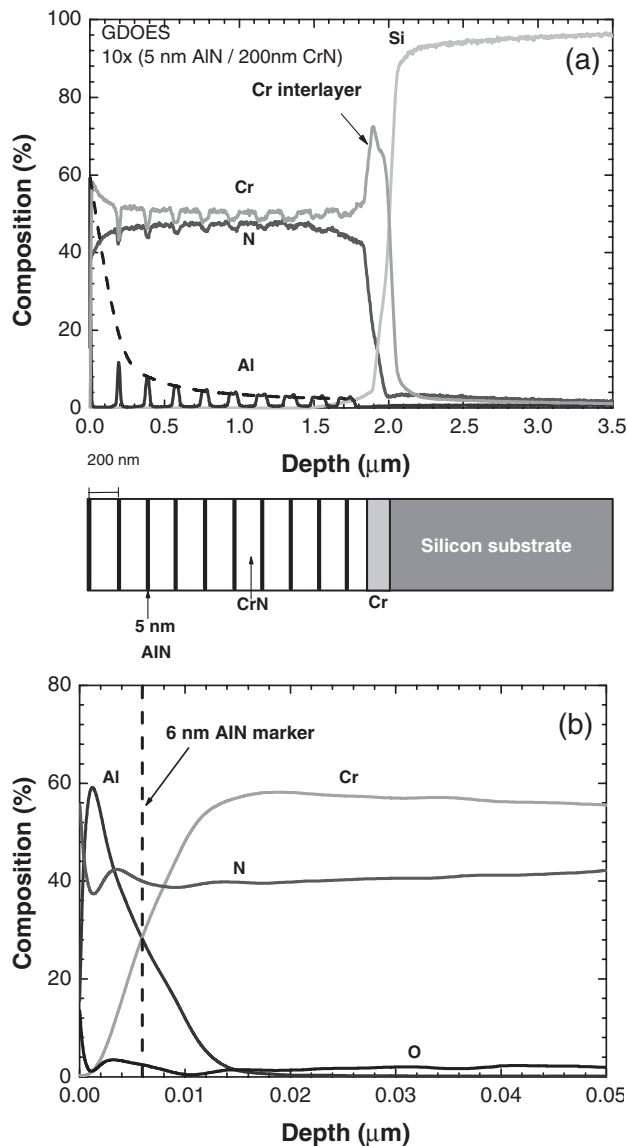 GDOES
10x (5 nm AlN / 200nm CrN)
Si
(a)
Cr interlayer
Cr
N
Al
Composition (%)
100
80
60
40
20
0
0.0 0.5 1.0 1.5 2.0 2.5 3.0 3.5
Depth (μm)
200 nm
Silicon substrate
CrN
Cr
5 nm
AlN
(b)
6 nm AlN marker
Al
Cr
N
O
Composition (%)
80
60
40
20
0
0.00 0.01 0.02 0.03 0.04 0.05
Depth (μm)